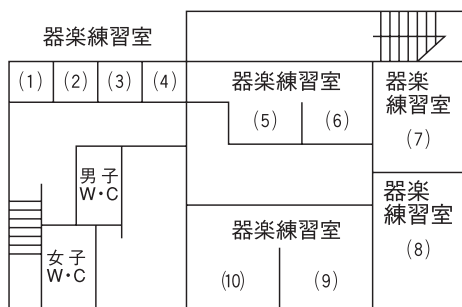 器楽練習室
(1) (2) (3) (4)
器楽練習室
(5) (6)
器楽
練習室
(7)
男子
W・C
器楽
練習室
(8)
女子
W・C
器楽練習室
(10) (9)